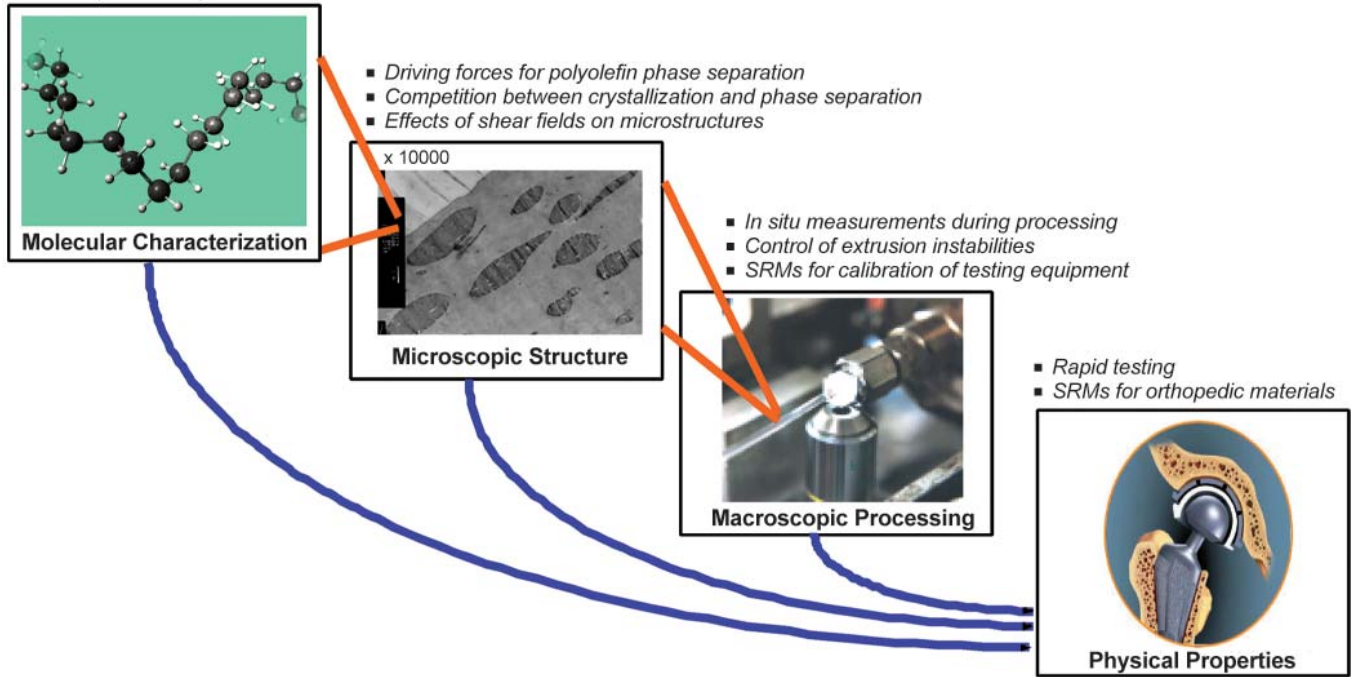 Molecular Characterization
▪ Driving forces for polyolefin phase separation
▪ Competition between crystallization and phase separation
▪ Effects of shear fields on microstructures
x 10000
Microscopic Structure
▪ In situ measurements during processing
▪ Control of extrusion instabilities
▪ SRMs for calibration of testing equipment
Macroscopic Processing
▪ Rapid testing
▪ SRMs for orthopedic materials
Physical Properties